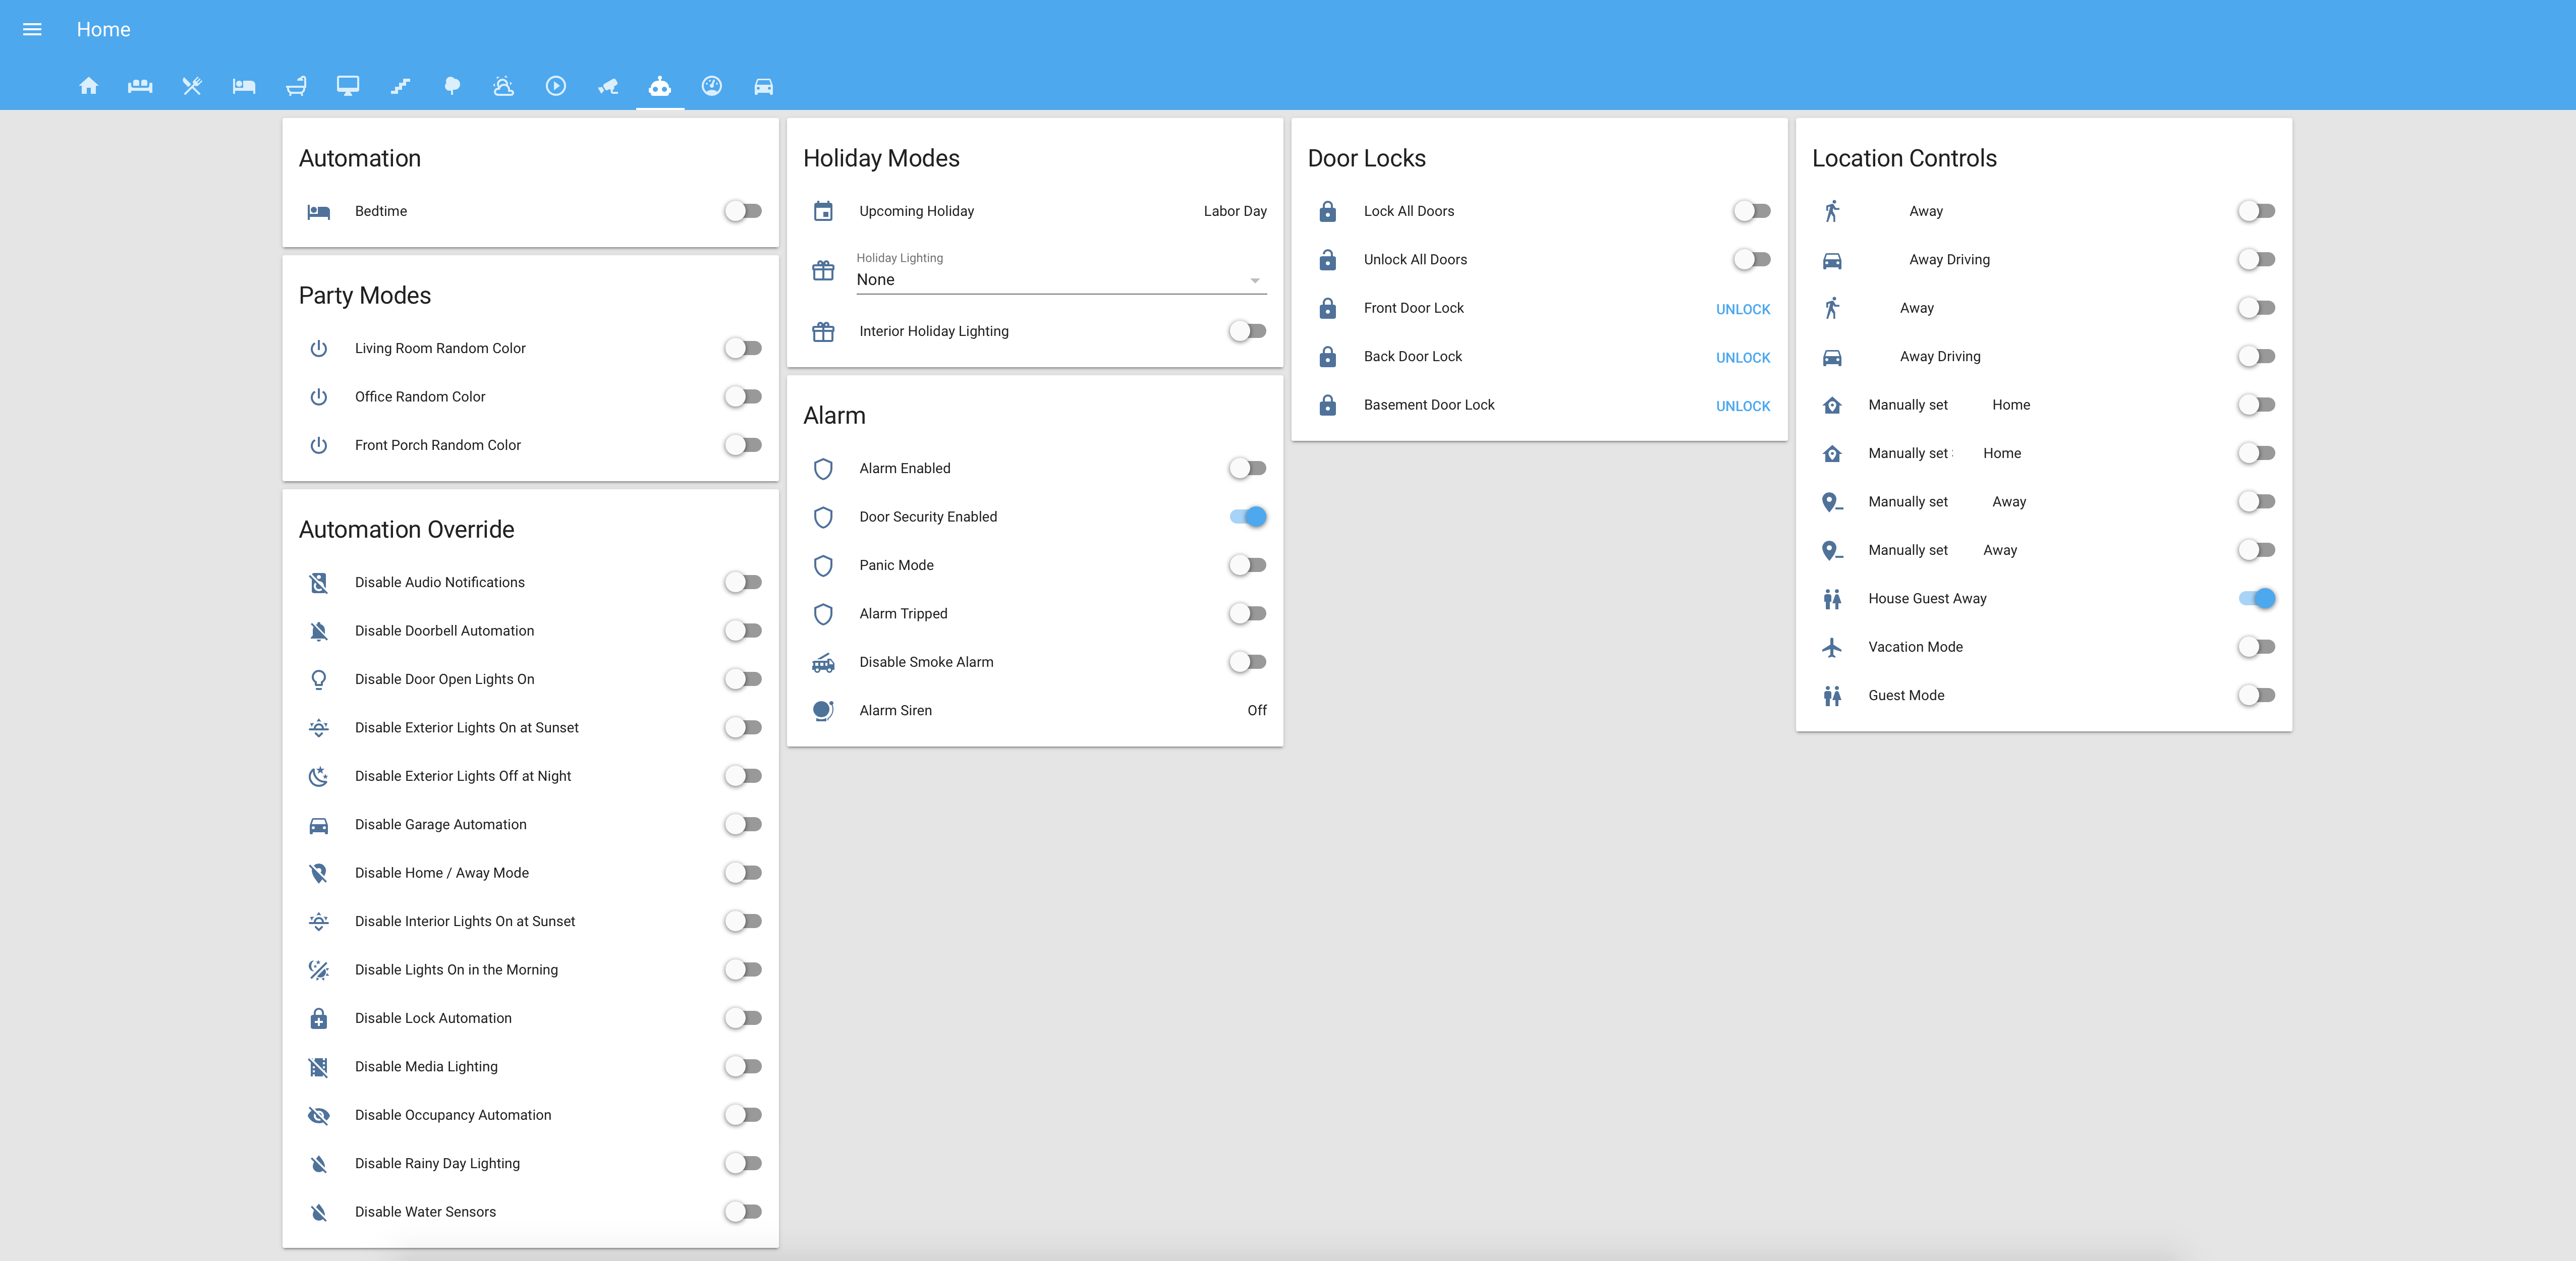 Home
Automation
Bedtime
Party Modes
Living Room Random Color
Office Random Color
Front Porch Random Color
Automation Override
Disable Audio Notifications
Disable Doorbell Automation
Disable Door Open Lights On
Disable Exterior Lights On at Sunset
Disable Exterior Lights Off at Night
Disable Garage Automation
Disable Home / Away Mode
Disable Interior Lights On at Sunset
Disable Lights On in the Morning
Disable Lock Automation
Disable Media Lighting
Disable Occupancy Automation
Disable Rainy Day Lighting
Disable Water Sensors
Holiday Modes
Upcoming Holiday Labor Day
Holiday Lighting
None
Interior Holiday Lighting
Alarm
Alarm Enabled
Door Security Enabled
Panic Mode
Alarm Tripped
Disable Smoke Alarm
Alarm Siren Off
Door Locks
Lock All Doors
Unlock All Doors
Front Door Lock UNLOCK
Back Door Lock UNLOCK
Basement Door Lock UNLOCK
Location Controls
Away
Away Driving
Away
Away Driving
Manually set Home
Manually set Home
Manually set Away
Manually set Away
House Guest Away
Vacation Mode
Guest Mode